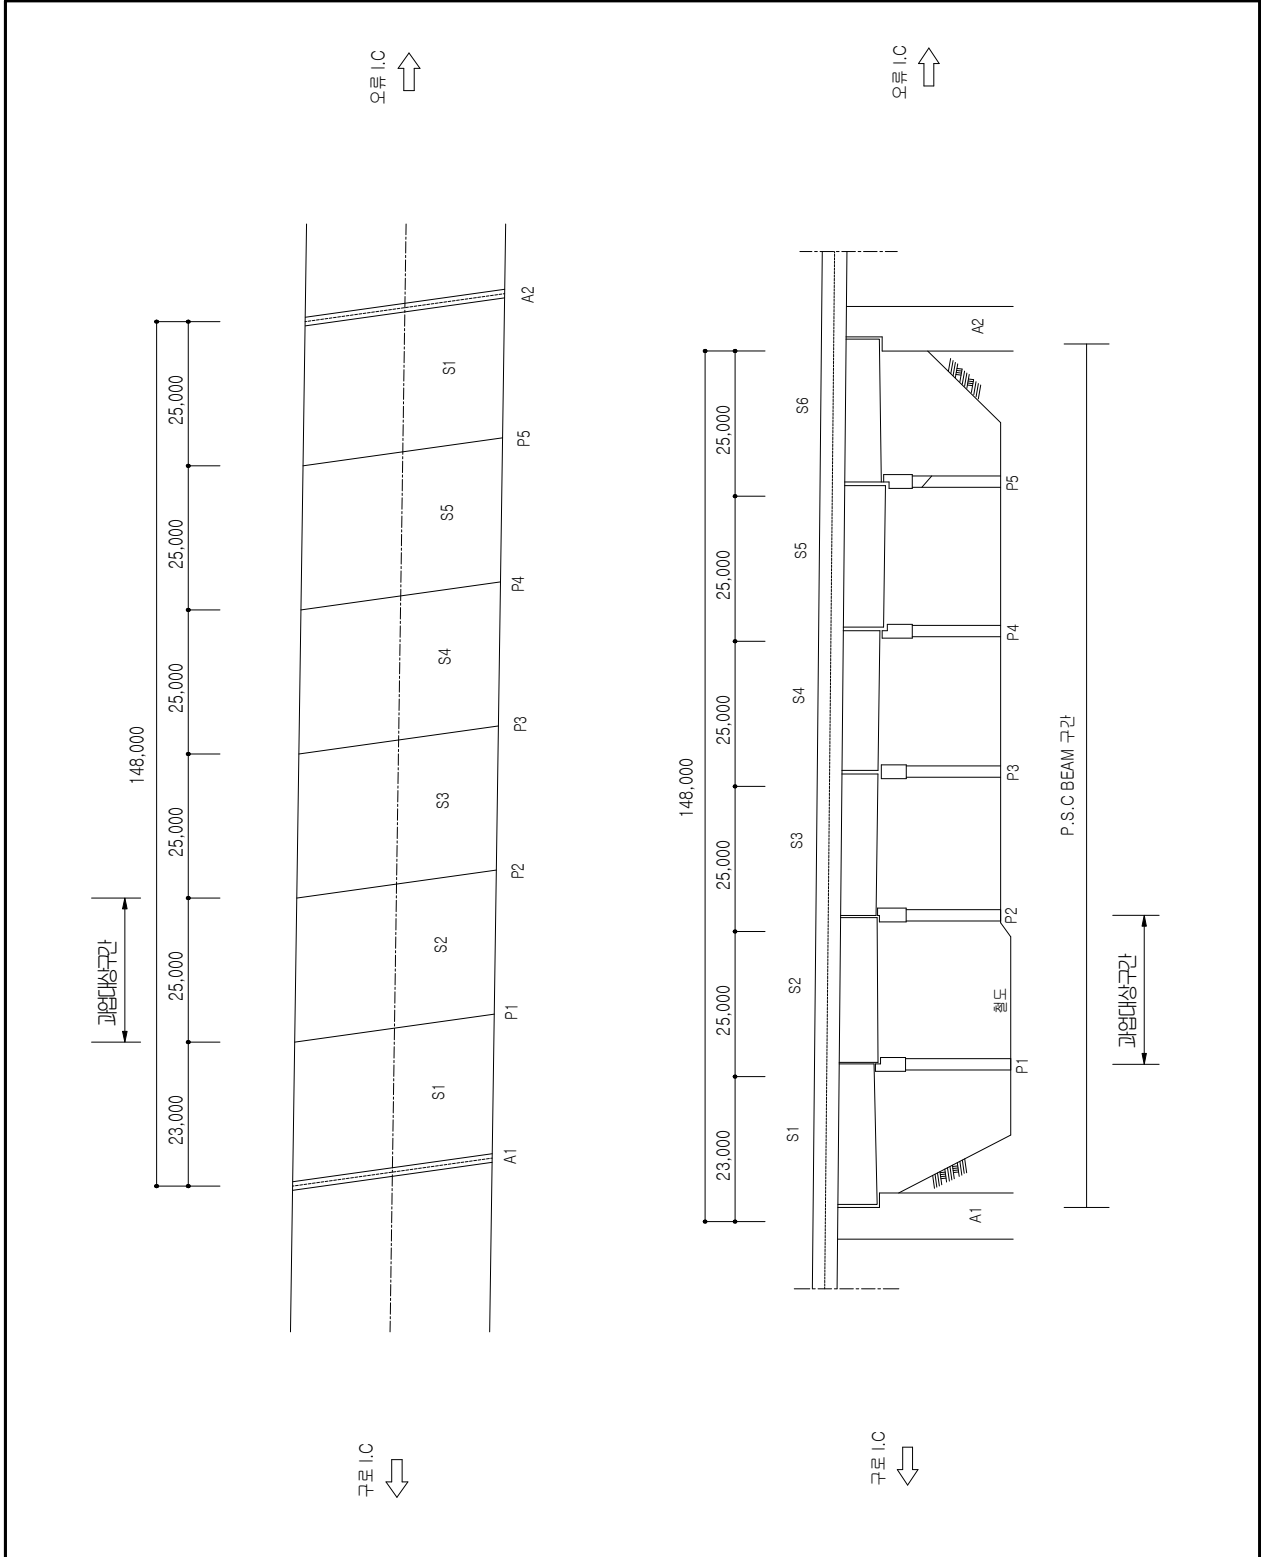 오류 I.C
구로 I.C
148,000
23,000
25,000
25,000
25,000
25,000
25,000
과업대상구간
S1
S2
S3
S4
S5
S1
A1
P1
P2
P3
P4
P5
A2
오류 I.C
구로 I.C
148,000
23,000
25,000
25,000
25,000
25,000
25,000
S1
S2
S3
S4
S5
S6
A1
P1
P2
P3
P4
P5
A2
철도
P.S.C BEAM 구간
과업대상구간